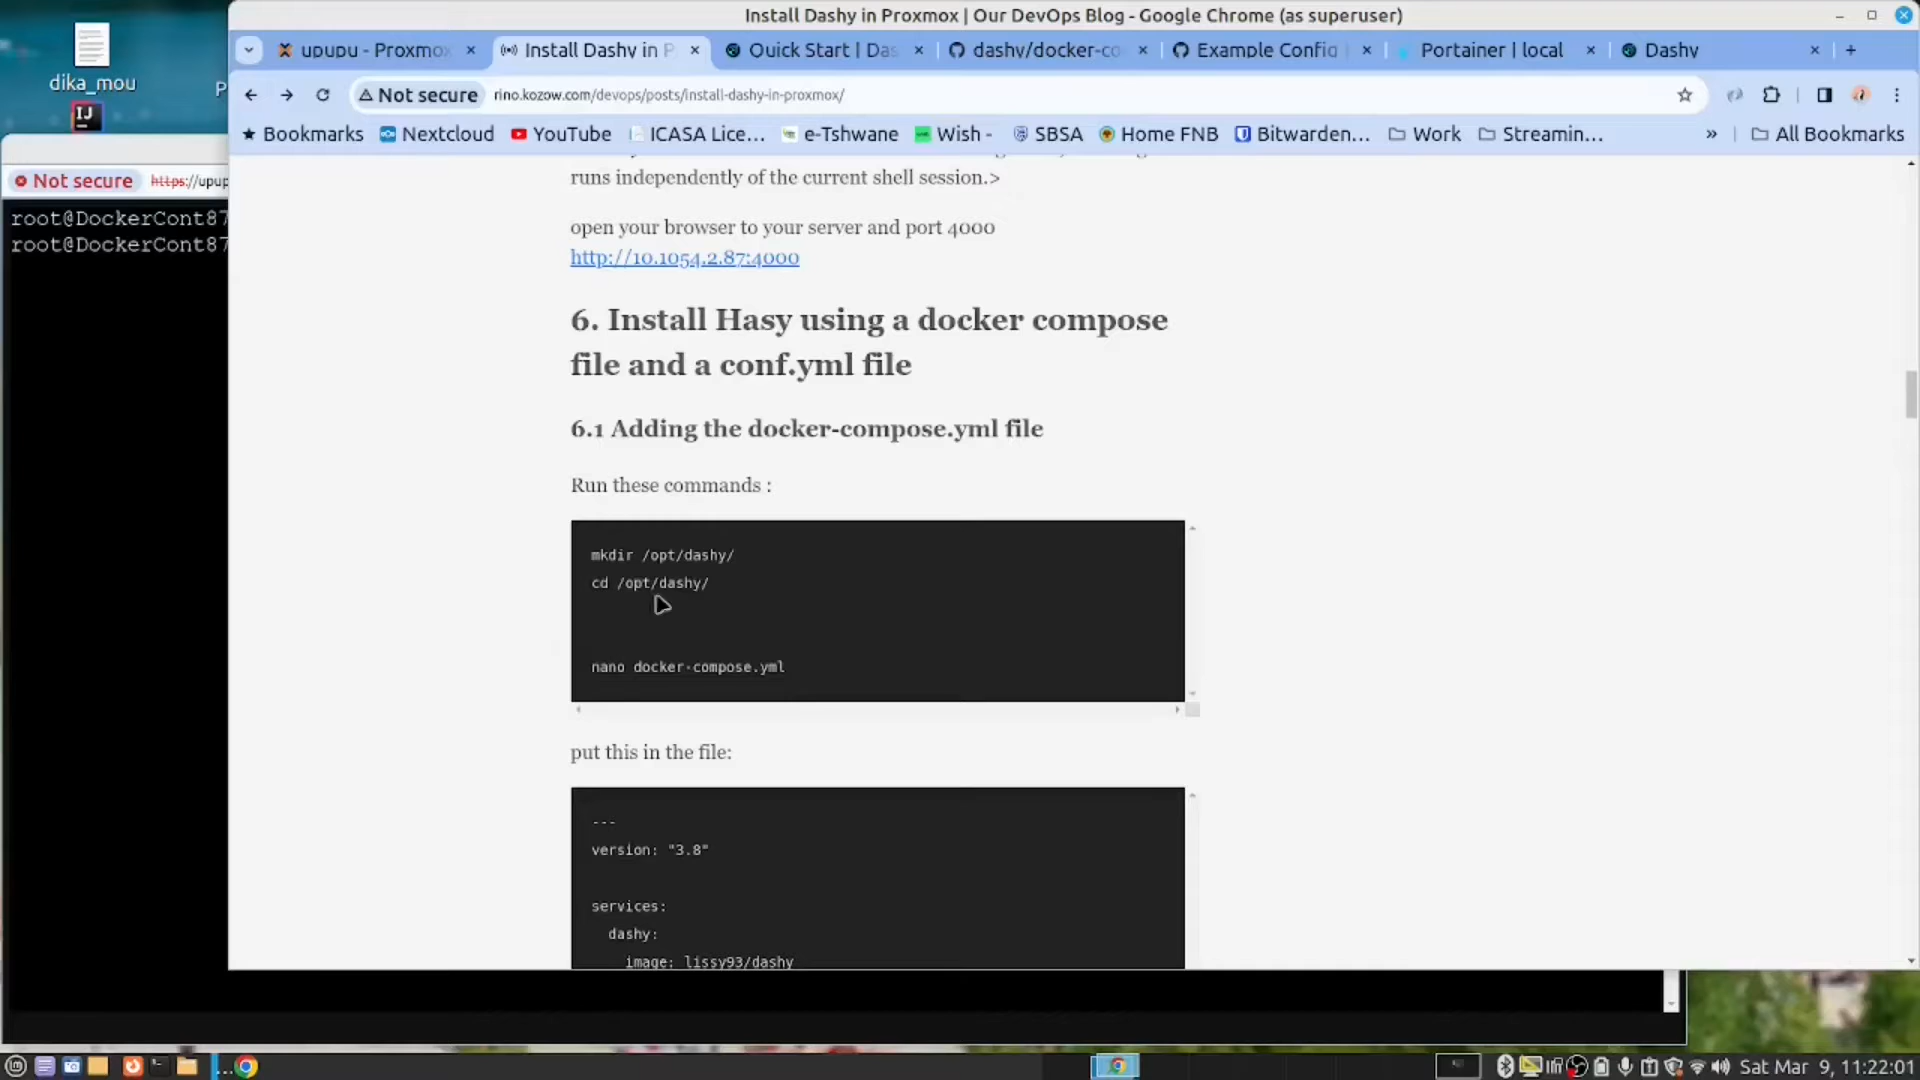 Install Dashy in Proxmox | Our DevOps Blog - Google Chrome (as superuser)
dika_mou
P
upupu - Proxmo
Install Dashy in P
Quick Start | Das
dashy/docker-co
Example Config
Portainer | local
Dashy
Not secure
rino.kozow.com/devops/posts/install-dashy-in-proxmox/
Bookmarks
Nextcloud
YouTube
ICASA Lice...
e-Tshwane
Wish -
SBSA
Home FNB
Bitwarden...
Work
Streamin...
»
All Bookmarks
IJ
Not secure https://upup
root@DockerCont87
root@DockerCont87
runs independently of the current shell session.>
open your browser to your server and port 4000
http://10.1054.2.87:4000
6. Install Hasy using a docker compose
file and a conf.yml file
6.1 Adding the docker-compose.yml file
Run these commands :
mkdir /opt/dashy/
cd /opt/dashy/
nano docker-compose.yml
put this in the file:
---
version: "3.8"
services:
dashy:
image: lissy93/dashy
...
Sat Mar 9, 11:22:01